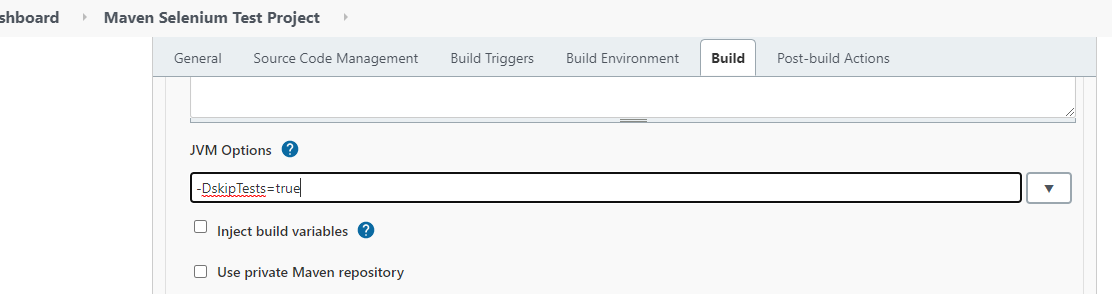 shboard Maven Selenium Test Project
General Source Code Management Build Triggers Build Environment Build Post-build Actions
JVM Options ?
-DskipTests=true
Inject build variables ?
Use private Maven repository